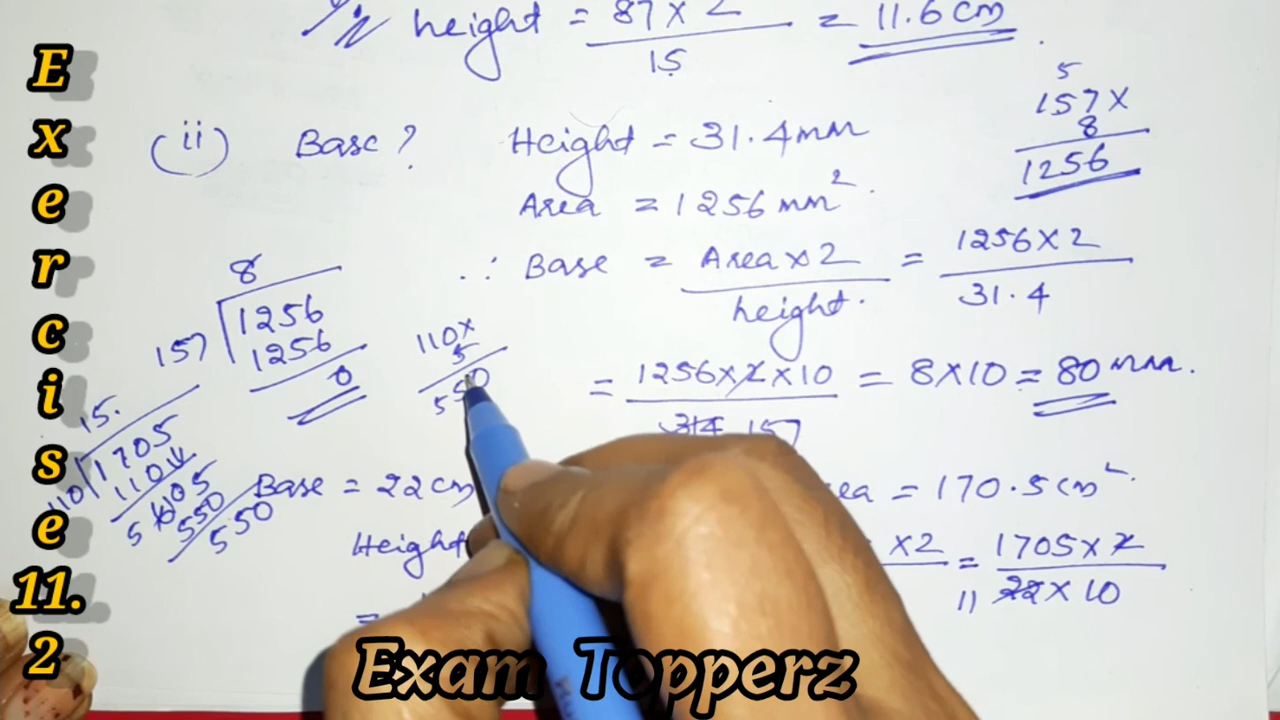 Exercise 11.2
height = 87 x 2 / 15 = 11.6 cm
(ii) Base ? Height = 31.4 mm
Area = 1256 mm²
∴ Base = Area x 2 / height = 1256 x 2 / 31.4
= 1256 x 2 x 10 / 314 157 = 8 x 10 = 80 mm.
5
157 x
8
1256
8
157 1256
1256
0
110 x
5
550
15.
110 1705
110
550
550
Base = 22 cm = 170.5 cm²
Height x 2 = 1705 x 2 / 22 x 10
11
=
Exam Topperz